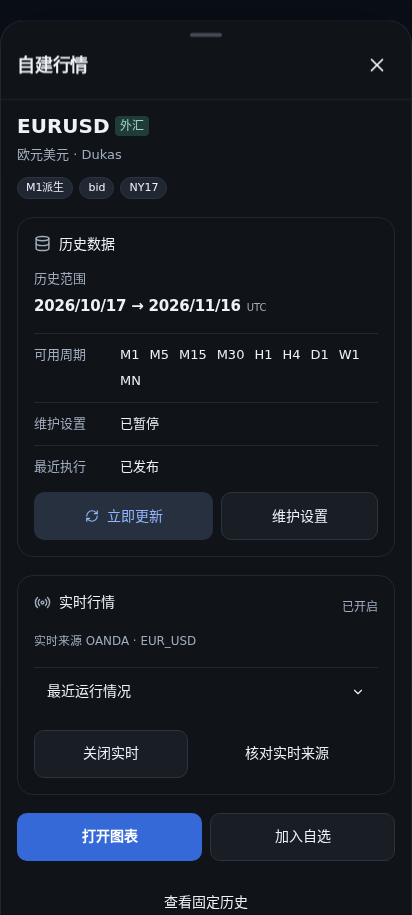 自建行情
EURUSD 外汇
欧元美元 · Dukas
M1派生 bid NY17
历史数据
历史范围
2026/10/17 → 2026/11/16 UTC
可用周期 M1 M5 M15 M30 H1 H4 D1 W1
MN
维护设置 已暂停
最近执行 已发布
立即更新 维护设置
实时行情 已开启
实时来源 OANDA · EUR_USD
最近运行情况
关闭实时 核对实时来源
打开图表 加入自选
查看固定历史